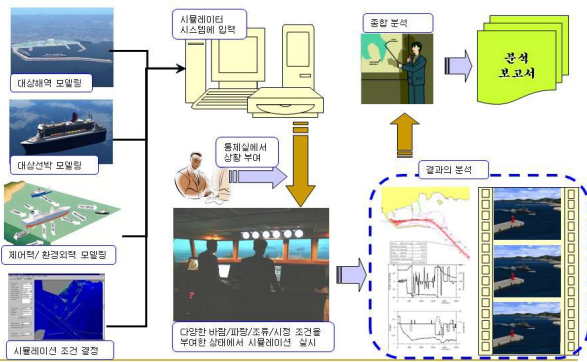 대상해역 모델링
대상선박 모델링
제어력/환경외력 모델링
시뮬레이션 조건 결정
시뮬레이터
시스템에 입력
통제실에서
상황 부여
다양한 바람/파랑/조류/시정 조건을
부여한 상태에서 시뮬레이션 실시
결과의 분석
종합 분석
분석
보고서